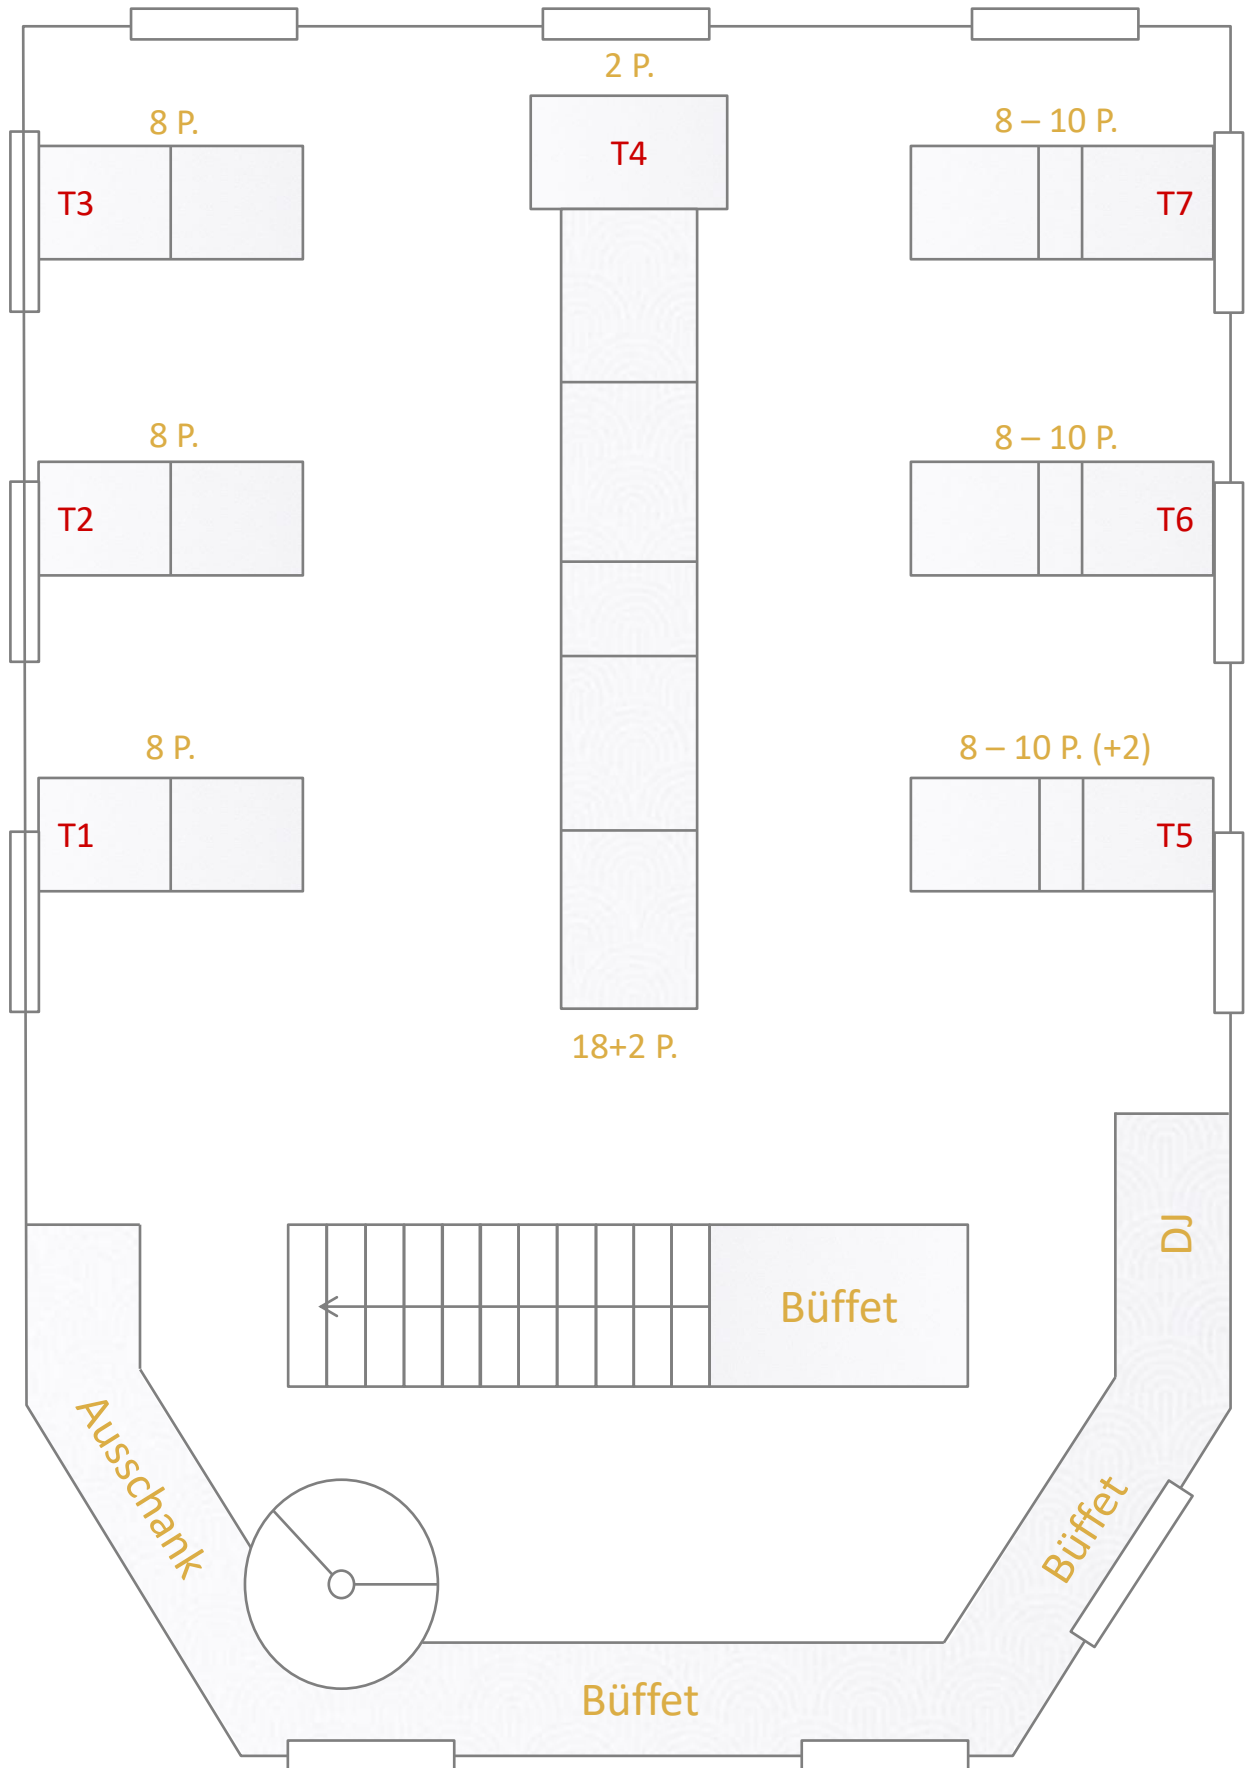 2 P.
8 P.
8 – 10 P.
T3
T4
T7
8 P.
8 – 10 P.
T2
T6
8 P.
8 – 10 P. (+2)
T1
T5
18+2 P.
DJ
Büffet
Ausschank
Büffet
Büffet